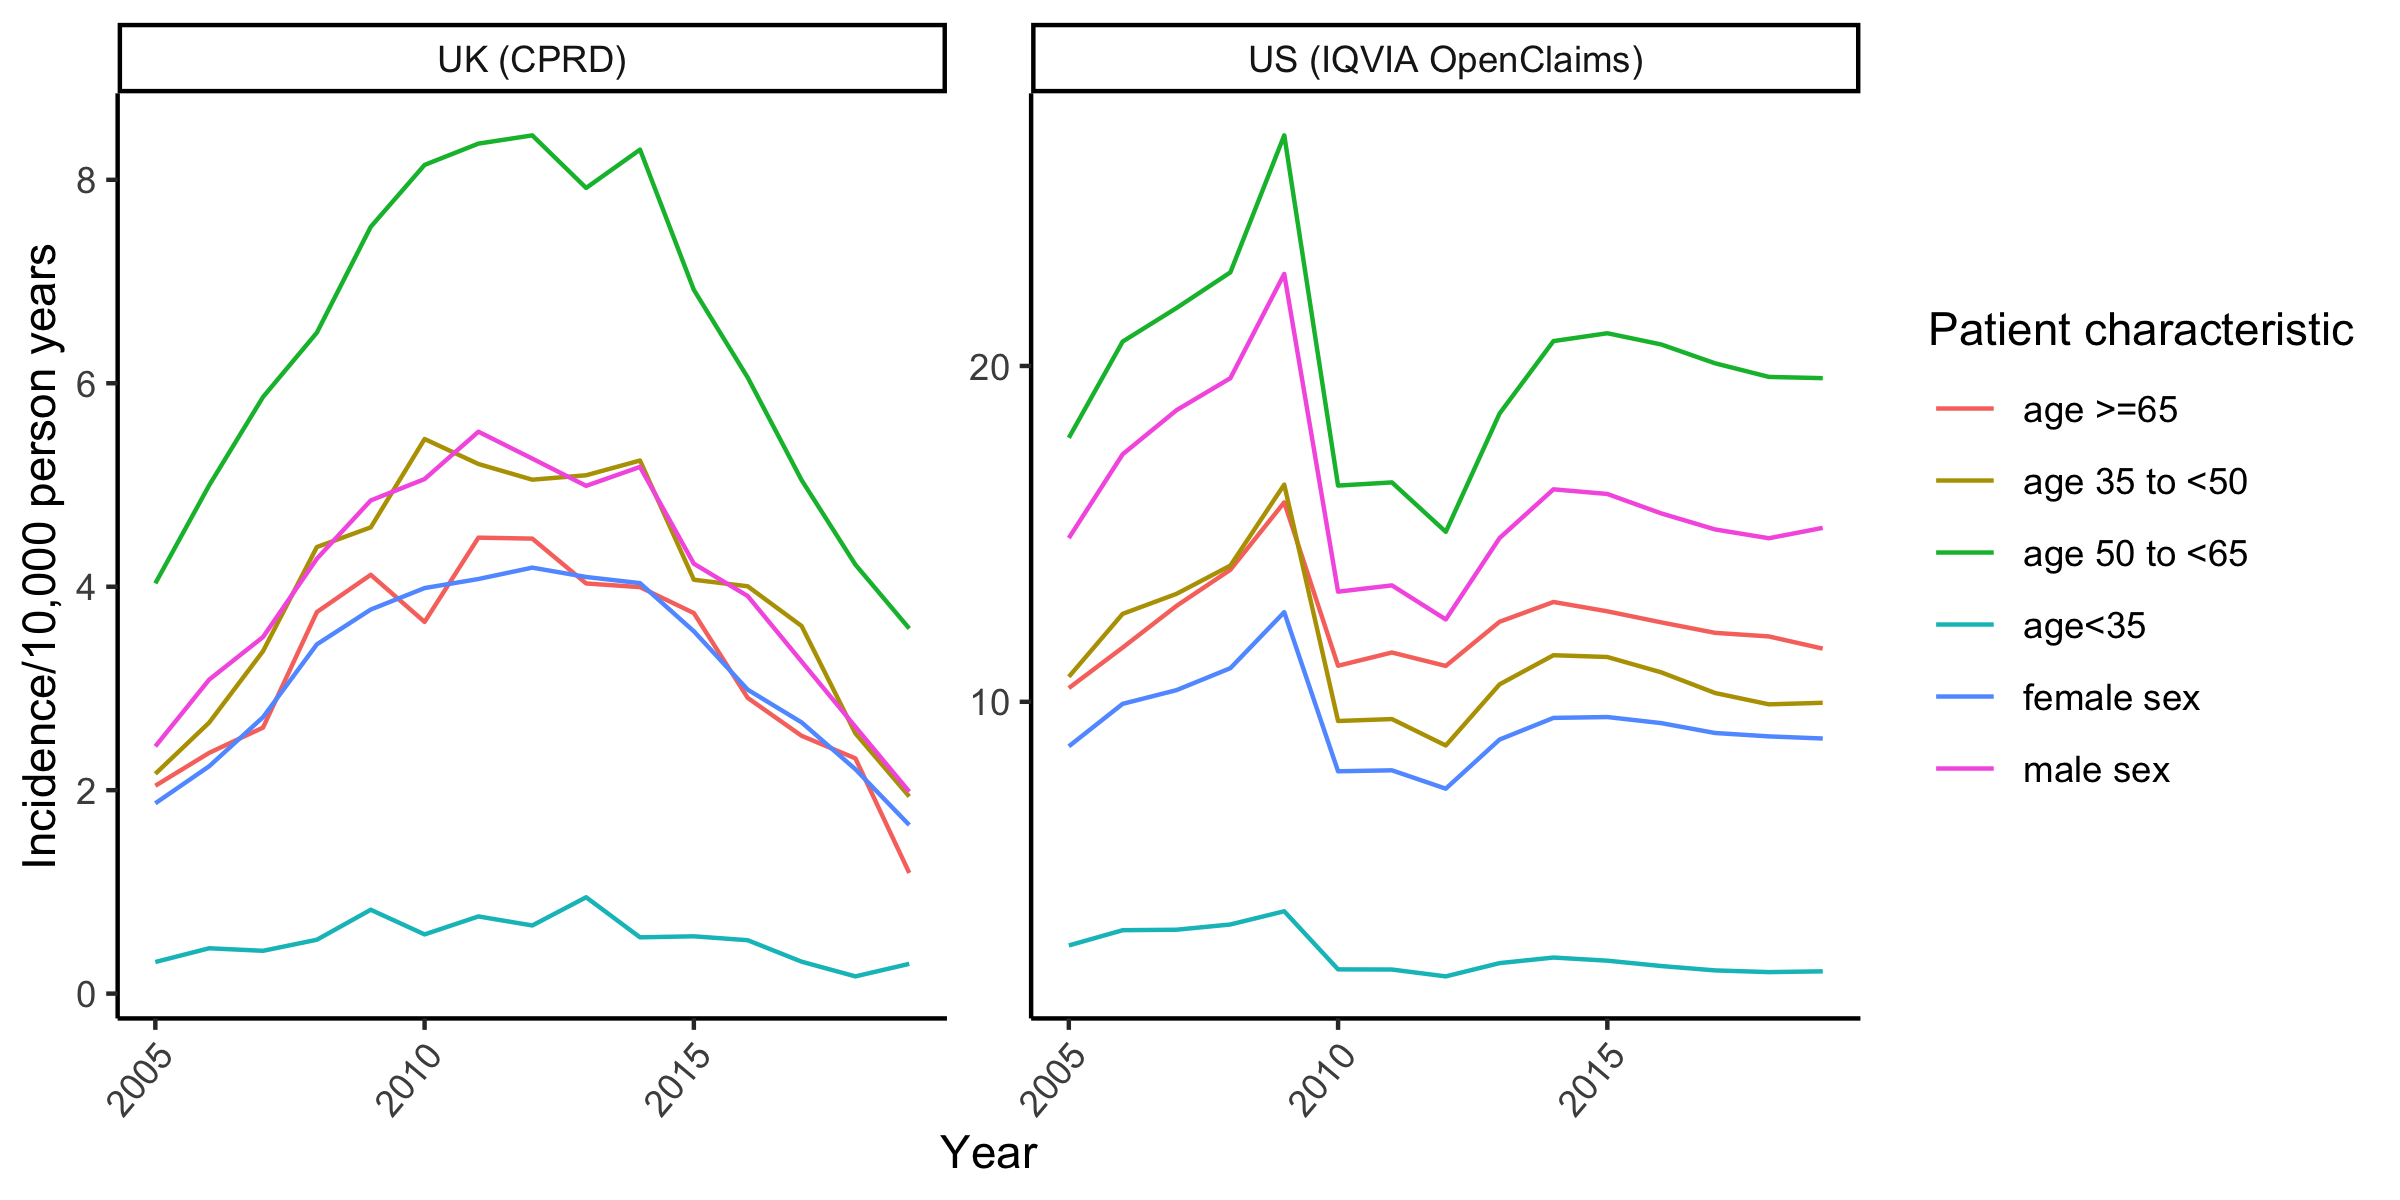 UK (CPRD)
US (IQVIA OpenClaims)
Incidence/10,000 person years
8
6
4
2
0
20
10
2005
2010
2015
2005
2010
2015
Year
Patient characteristic
age >=65
age 35 to <50
age 50 to <65
age<35
female sex
male sex